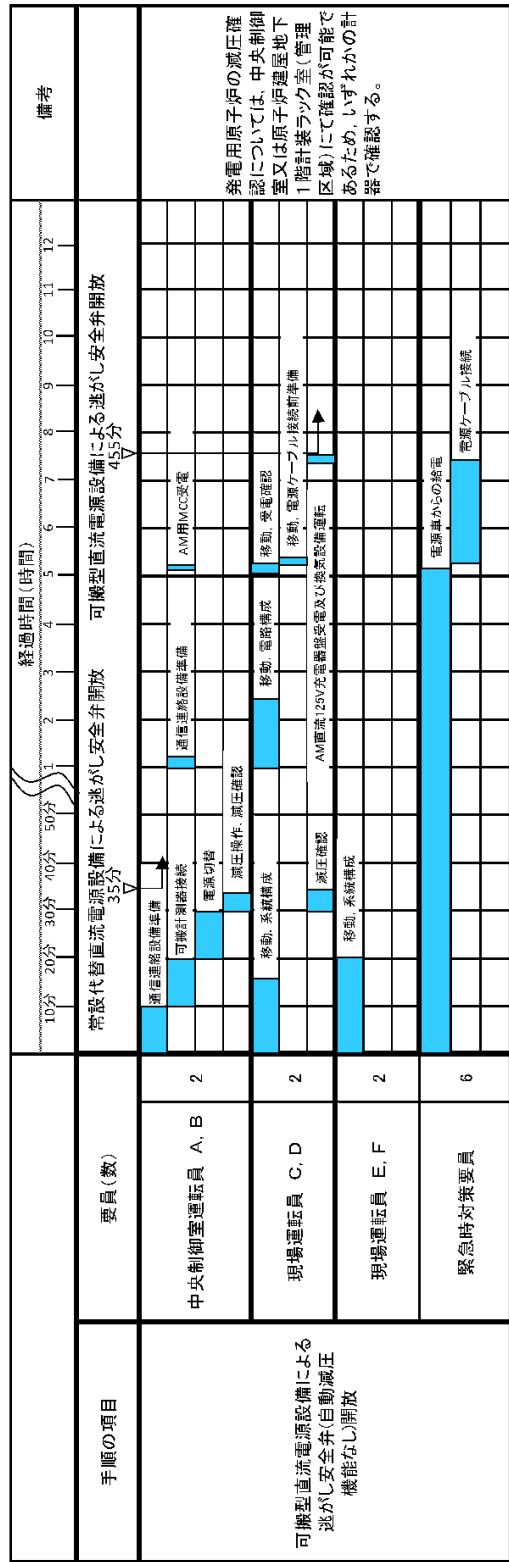 経過時間(時間)
備考
10分 20分 30分 40分 50分 1 2 3 4 5 6 7 8 9 10 11 12
手順の項目
要員(数)
常設代替直流電源設備による逃がし安全弁開放
35分
可搬型直流電源設備による逃がし安全弁開放
455分
可搬型直流電源設備による
逃がし安全弁(自動減圧
機能なし)開放
中央制御室運転員 A, B
2
通信連絡設備準備
可搬計測器接続
電源切替
減圧操作, 減圧確認
通信連絡設備準備
AM用MCC受電
現場運転員 C, D
2
移動, 系統構成
減圧確認
移動, 電路構成
移動, 受電確認
移動, 電源ケーブル接続前準備
AM直流125V充電器盤受電及び換気設備運転
現場運転員 E, F
2
移動, 系統構成
緊急時対策要員
6
電源車からの給電
電源ケーブル接続
発電用原子炉の減圧確
認については, 中央制御
室又は原子炉建屋地下
1階計装ラック室(管理
区域)にて確認が可能で
あるため, いずれかの計
器で確認する。